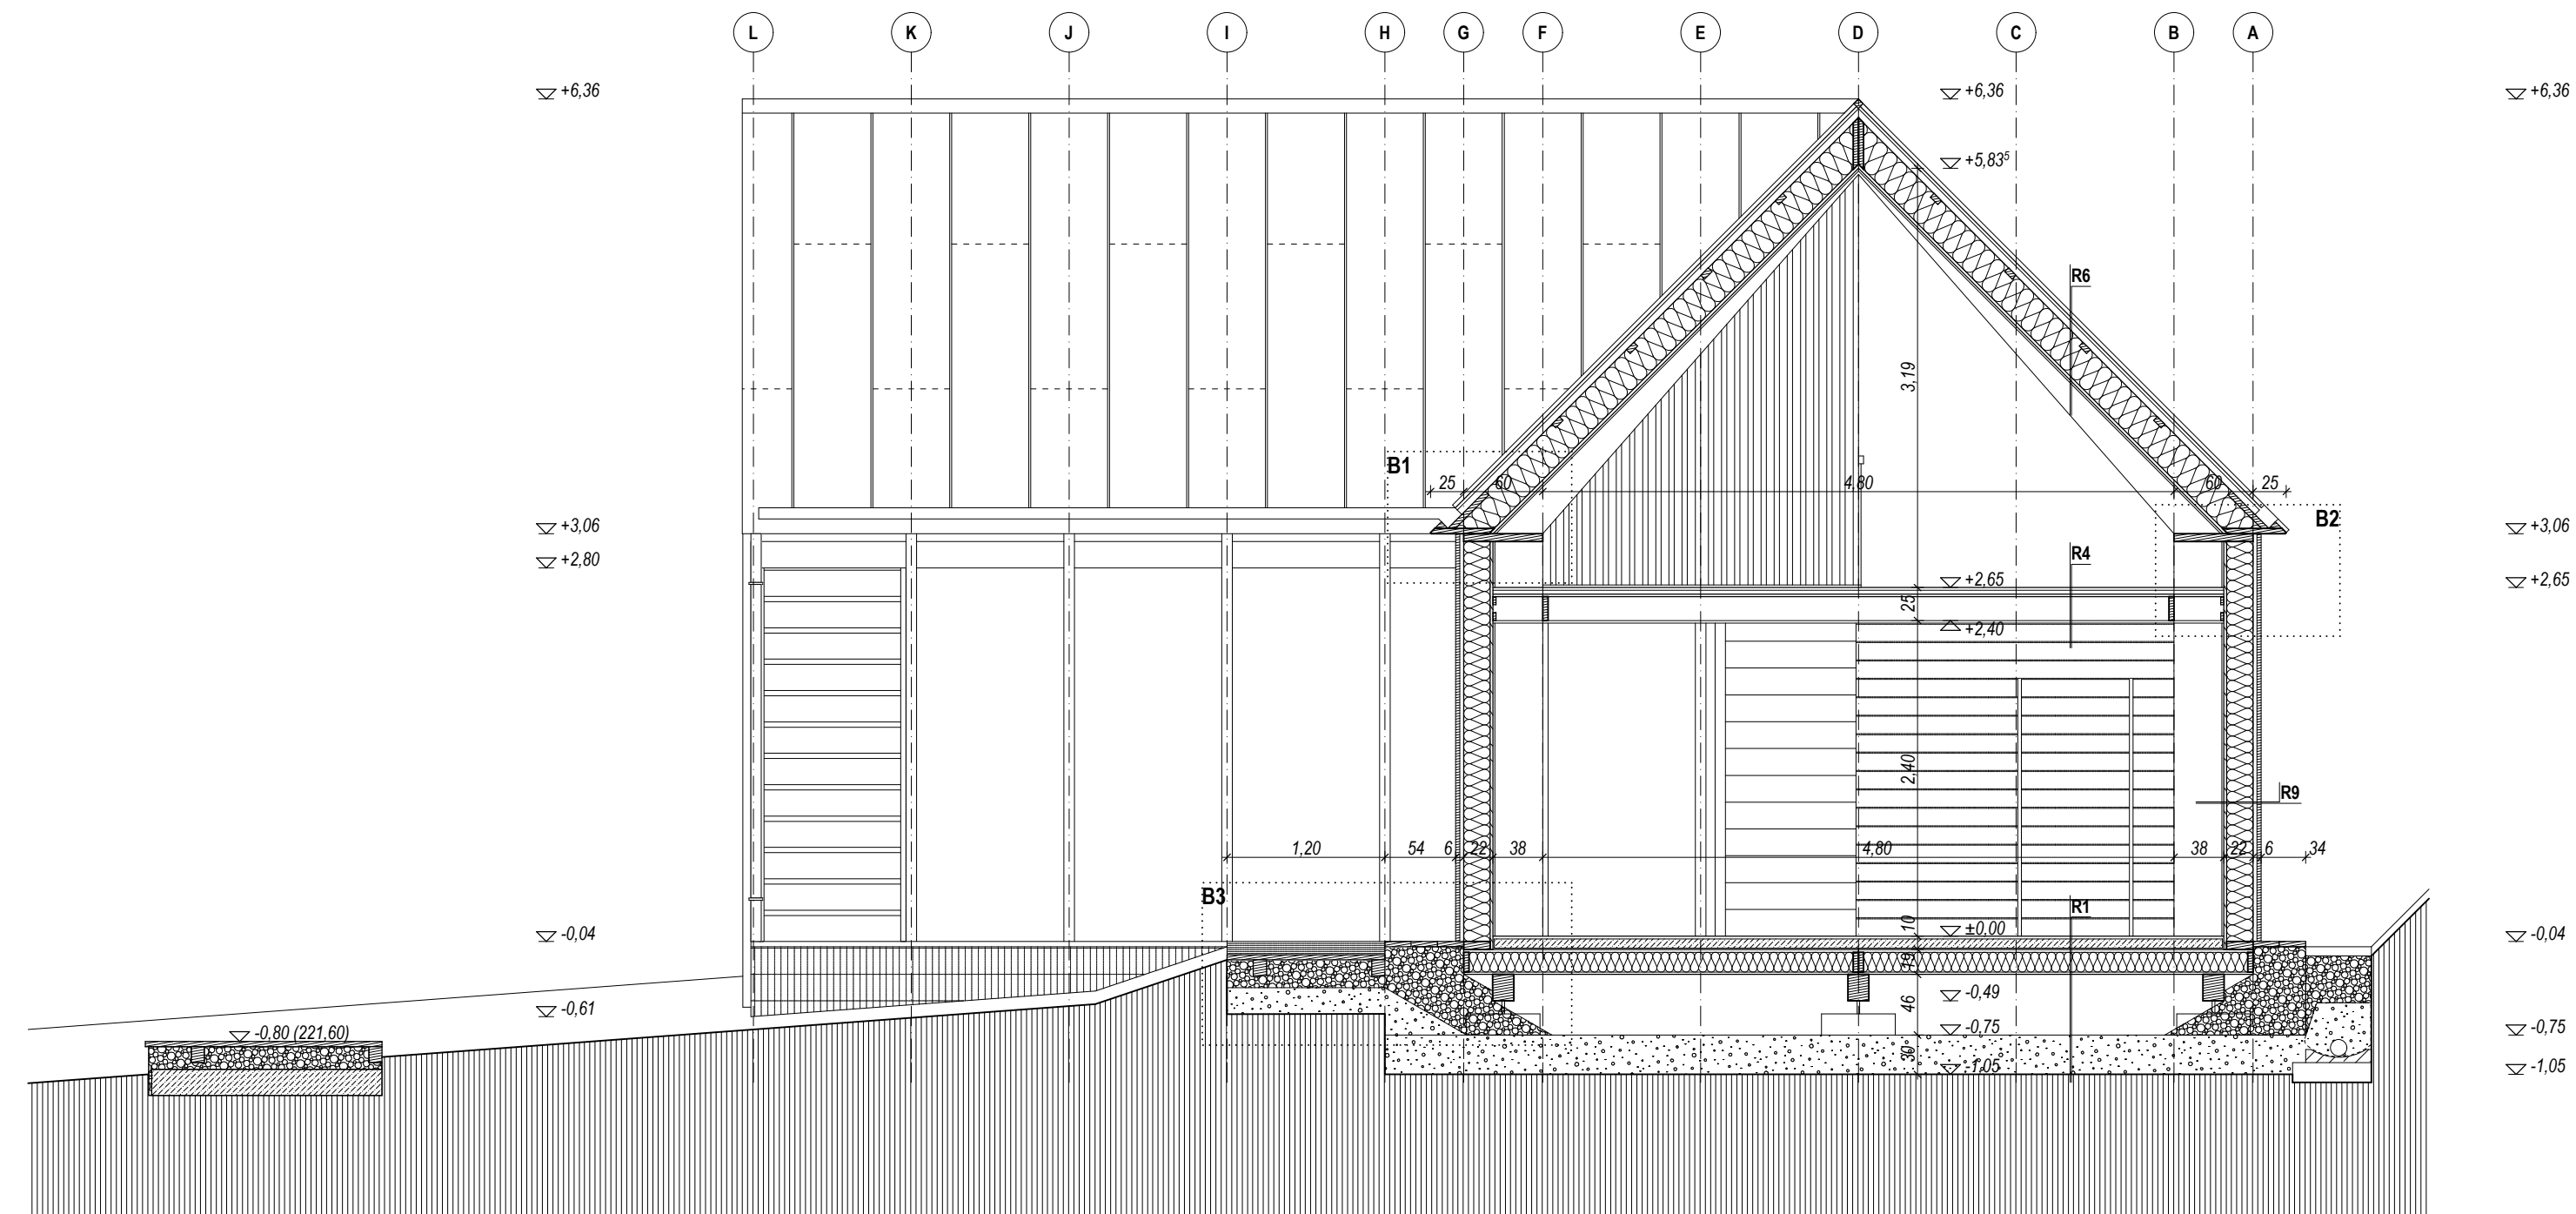 L K J I H G F E D C B A
+6,36 +6,36 +6,36
+5,83⁵
R6
3,19
B1 25 60 4,80 60 25
B2
+3,06 +3,06
+2,80
R4
+2,65 +2,65
25
+2,40
2,40
R9
1,20 54 6 22 38 4,80 38 22 6 34
B3
R1
10
-0,04 ±0,00 -0,04
19
-0,49
46
-0,61
-0,75 -0,75
-0,80 (221,60)
30
-1,05 -1,05